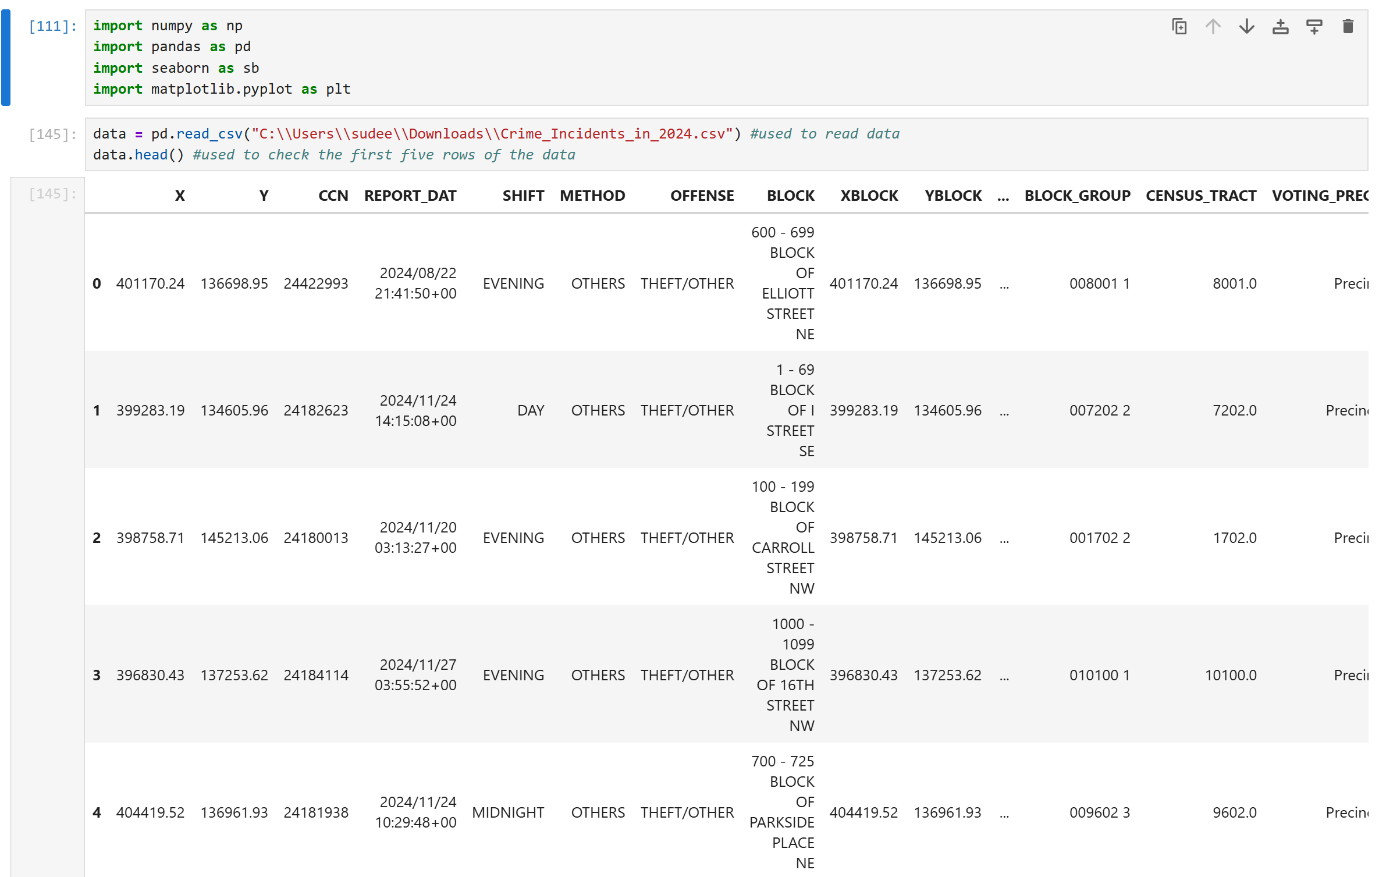 [111]:
import numpy as np
import pandas as pd
import seaborn as sb
import matplotlib.pyplot as plt
[145]:
data = pd.read_csv("C:\\Users\\sudee\\Downloads\\Crime_Incidents_in_2024.csv") #used to read data
data.head() #used to check the first five rows of the data
[145]:
X Y CCN REPORT_DAT SHIFT METHOD OFFENSE BLOCK XBLOCK YBLOCK ... BLOCK_GROUP CENSUS_TRACT VOTING_PREC
600 - 699
BLOCK
2024/08/22 OF
0 401170.24 136698.95 24422993 EVENING OTHERS THEFT/OTHER ELLIOTT 401170.24 136698.95 ... 008001 1 8001.0 Preci
21:41:50+00
STREET
NE
1 - 69
2024/11/24 BLOCK
1 399283.19 134605.96 24182623 DAY OTHERS THEFT/OTHER OF I 399283.19 134605.96 ... 007202 2 7202.0 Precin
14:15:08+00 STREET
SE
100 - 199
BLOCK
2024/11/20 OF
2 398758.71 145213.06 24180013 EVENING OTHERS THEFT/OTHER CARROLL 398758.71 145213.06 ... 001702 2 1702.0 Preci
03:13:27+00
STREET
NW
1000 -
1099
2024/11/27 BLOCK
3 396830.43 137253.62 24184114 EVENING OTHERS THEFT/OTHER OF 16TH 396830.43 137253.62 ... 010100 1 10100.0 Preci
03:55:52+00
STREET
NW
700 - 725
BLOCK
2024/11/24 OF
4 404419.52 136961.93 24181938 MIDNIGHT OTHERS THEFT/OTHER PARKSIDE 404419.52 136961.93 ... 009602 3 9602.0 Precin
10:29:48+00
PLACE
NE